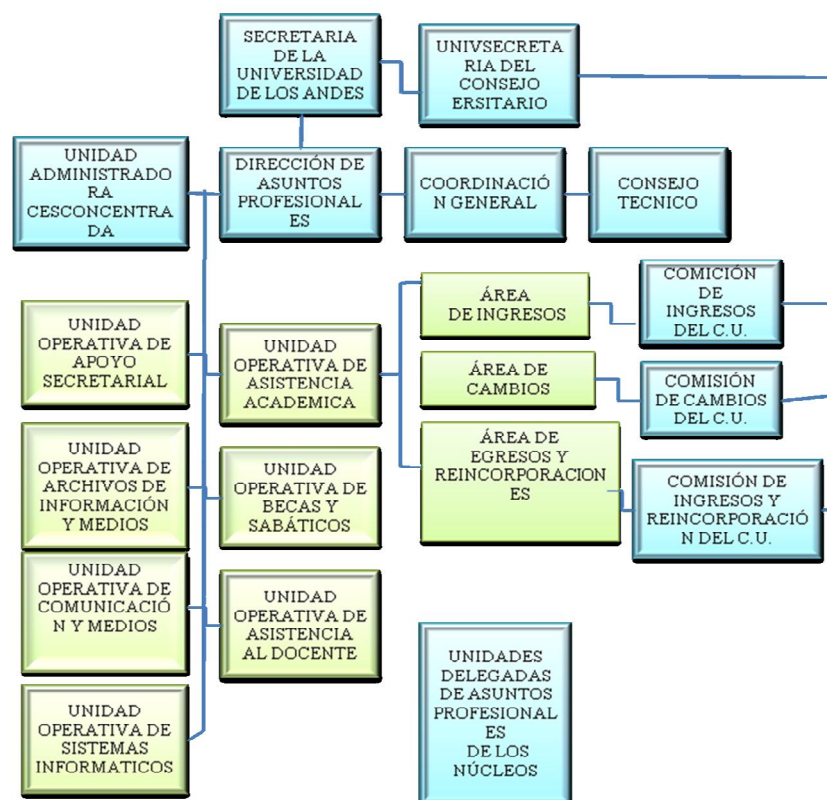 SECRETARIA
DE LA
UNIVERSIDAD
DE LOS ANDES
UNIVSECRETA
RIA DEL
CONSEJO
ERSITARIO
UNIDAD
ADMINISTRADO
RA
CESCONCENTRA
DA
DIRECCIÓN DE
ASUNTOS
PROFESIONAL
ES
COORDINACIÓ
N GENERAL
CONSEJO
TECNICO
UNIDAD
OPERATIVA DE
APOYO
SECRETARIAL
UNIDAD
OPERATIVA DE
ASISTENCIA
ACADEMICA
ÁREA
DE INGRESOS
COMICIÓN
DE
INGRESOS
DEL C.U.
ÁREA DE
CAMBIOS
COMISIÓN
DE CAMBIOS
DEL C.U.
UNIDAD
OPERATIVA DE
ARCHIVOS DE
INFORMACIÓN
Y MEDIOS
UNIDAD
OPERATIVA DE
BECAS Y
SABÁTICOS
ÁREA DE
EGRESOS Y
REINCORPORACION
ES
COMISIÓN DE
INGRESOS Y
REINCORPORACIÓ
N DEL C.U.
UNIDAD
OPERATIVA DE
COMUNICACIÓ
N Y MEDIOS
UNIDAD
OPERATIVA DE
ASISTENCIA
AL DOCENTE
UNIDAD
OPERATIVA DE
SISTEMAS
INFORMATICOS
UNIDADES
DELEGADAS
DE ASUNTOS
PROFESIONAL
ES
DE LOS
NÚCLEOS